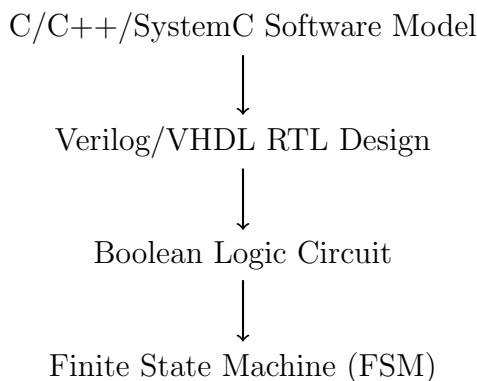 C/C++/SystemC Software Model
Verilog/VHDL RTL Design
Boolean Logic Circuit
Finite State Machine (FSM)